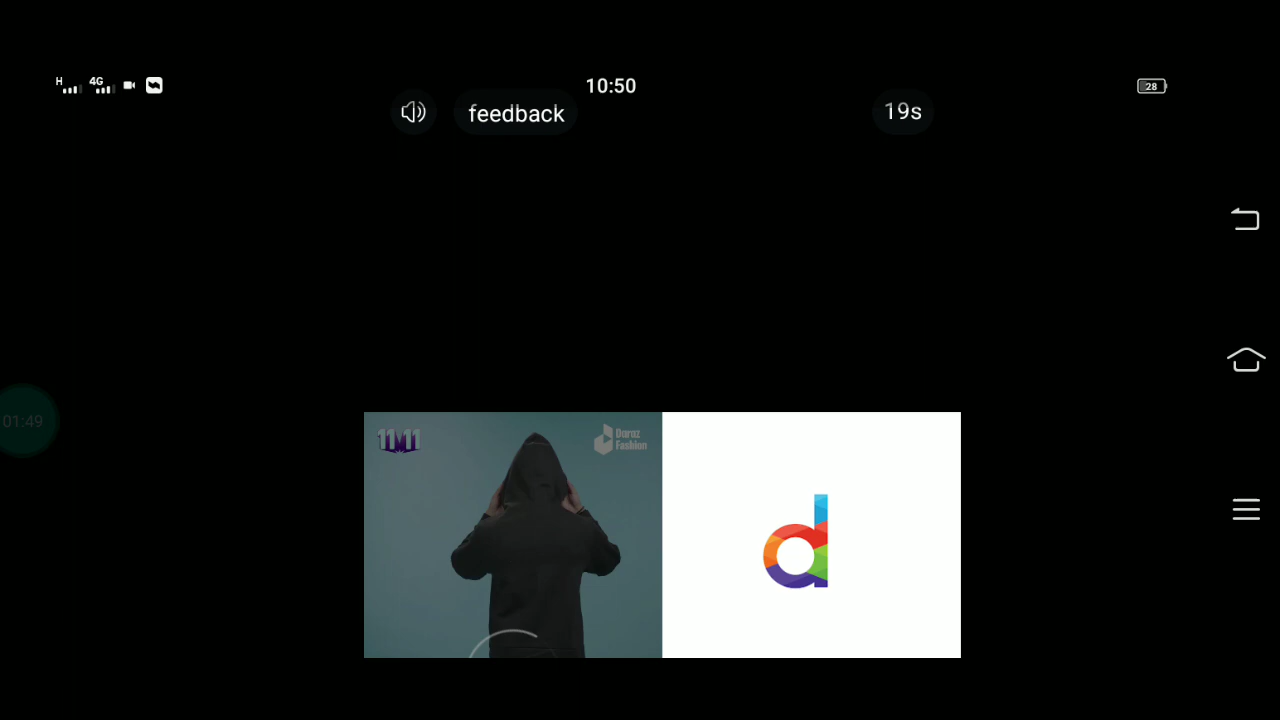 H 4G 10:50 28
feedback 19s
01:49
11.11 Daraz
Fashion
d